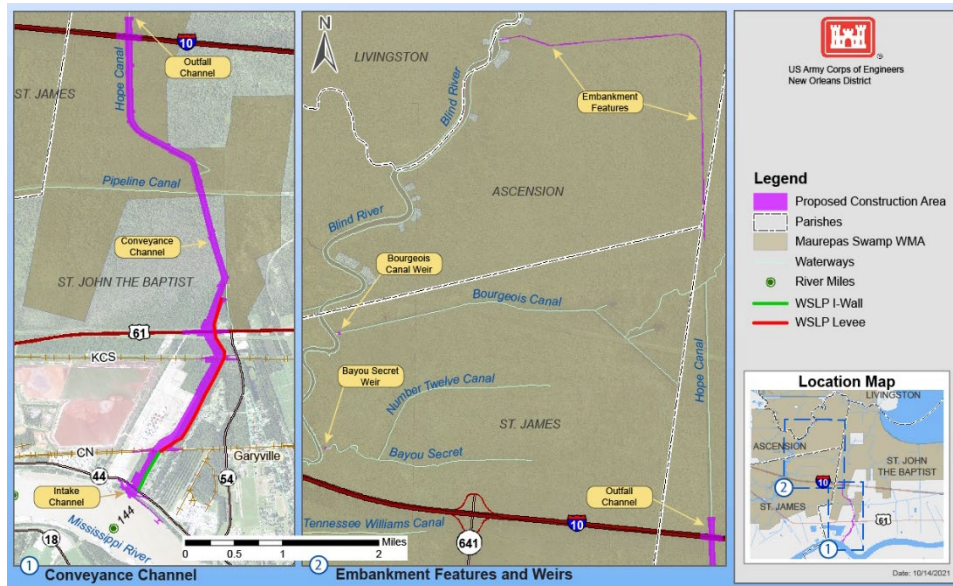 10
Outfall
Channel
Hope Canal
ST. JAMES
Pipeline Canal
Conveyance
Channel
ST. JOHN THE BAPTIST
61
KCS
CN
Garyville
44
54
Intake
Channel
144
Mississippi River
18
1 Conveyance Channel
N
LIVINGSTON
Blind River
Embankment
Features
ASCENSION
Blind River
Bourgeois
Canal Weir
Bourgeois Canal
Bayou Secret
Weir
Number Twelve Canal
Hope Canal
ST. JAMES
Bayou Secret
Outfall
Channel
Tennessee Williams Canal
10
641
Miles
0 0.5 1 2
2 Embankment Features and Weirs
US Army Corps of Engineers
New Orleans District
Legend
Proposed Construction Area
Parishes
Maurepas Swamp WMA
Waterways
River Miles
WSLP I-Wall
WSLP Levee
Location Map
LIVINGSTON
ASCENSION
ST. JOHN
THE BAPTIST
10
2
ST. JAMES
61
1
Date: 10/14/2021